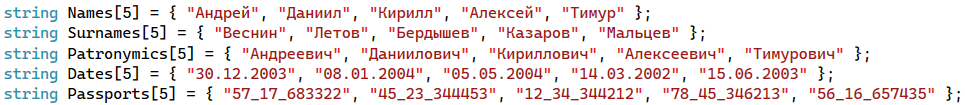 string Names[5] = { "Андрей", "Даниил", "Кирилл", "Алексей", "Тимур" };
string Surnames[5] = { "Веснин", "Летов", "Бердышев", "Казаров", "Мальцев" };
string Patronymics[5] = { "Андреевич", "Даниилович", "Кириллович", "Алексеевич", "Тимурович" };
string Dates[5] = { "30.12.2003", "08.01.2004", "05.05.2004", "14.03.2002", "15.06.2003" };
string Passports[5] = { "57_17_683322", "45_23_344453", "12_34_344212", "78_45_346213", "56_16_657435" };